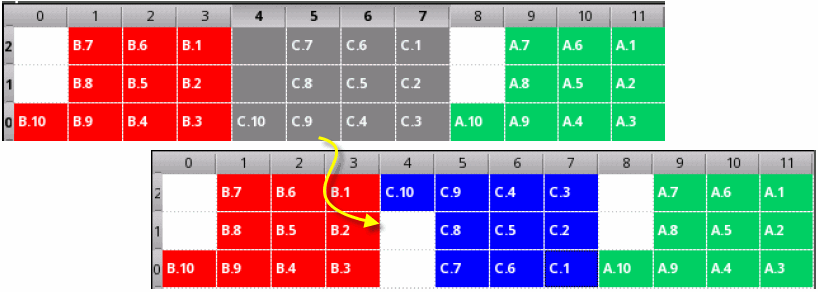 0 1 2 3 4 5 6 7 8 9 10 11
2 B.7 B.6 B.1 C.7 C.6 C.1 A.7 A.6 A.1
1 B.8 B.5 B.2 C.8 C.5 C.2 A.8 A.5 A.2
0 B.10 B.9 B.4 B.3 C.10 C.9 C.4 C.3 A.10 A.9 A.4 A.3
0 1 2 3 4 5 6 7 8 9 10 11
2 B.7 B.6 B.1 C.10 C.9 C.4 C.3 A.7 A.6 A.1
1 B.8 B.5 B.2 C.8 C.5 C.2 A.8 A.5 A.2
0 B.10 B.9 B.4 B.3 C.7 C.6 C.1 A.10 A.9 A.4 A.3